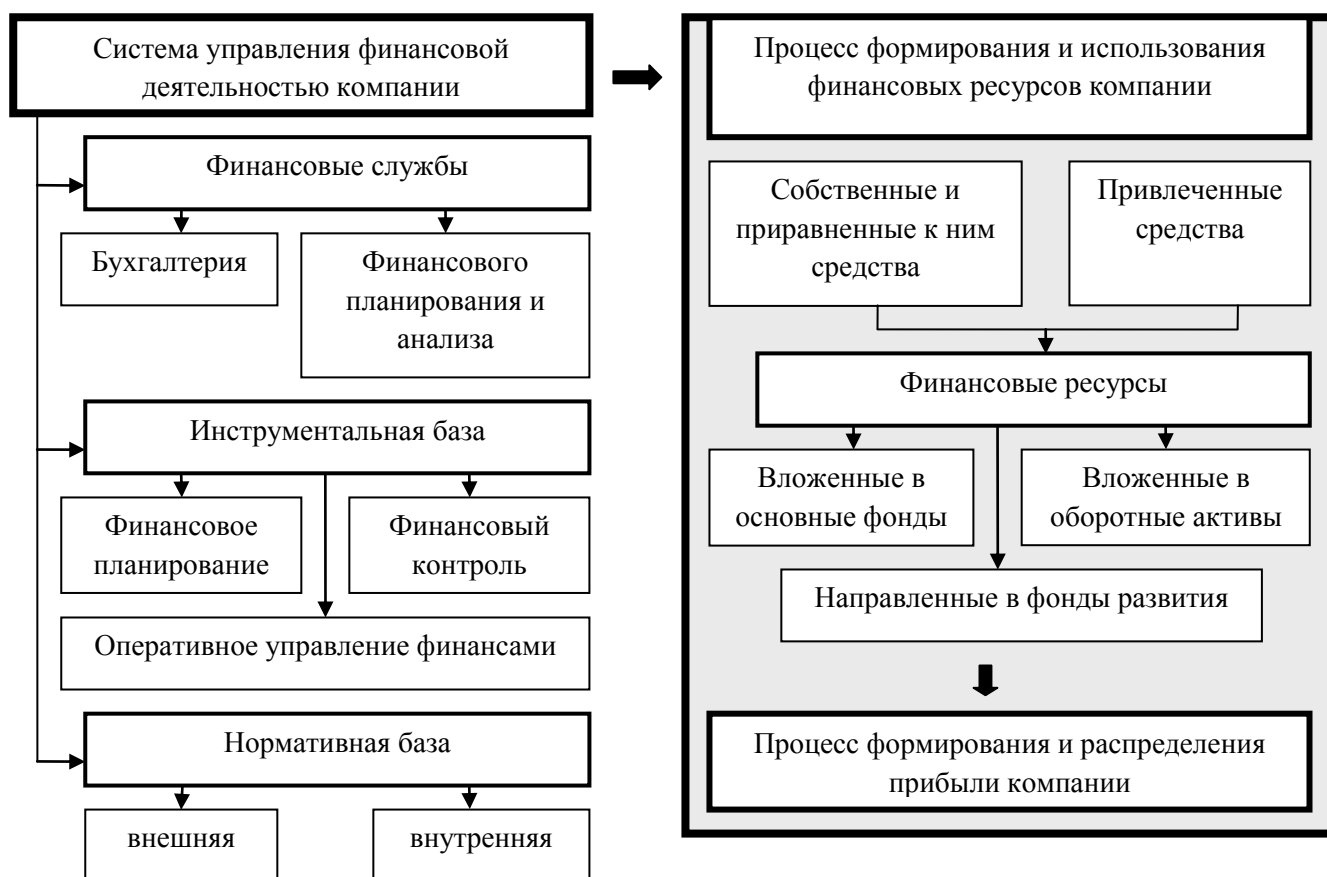 Система управления финансовой
деятельностью компании
Финансовые службы
Бухгалтерия
Финансового
планирования и
анализа
Инструментальная база
Финансовое
планирование
Финансовый
контроль
Оперативное управление финансами
Нормативная база
внешняя
внутренняя
Процесс формирования и использования
финансовых ресурсов компании
Собственные и
приравненные к ним
средства
Привлеченные
средства
Финансовые ресурсы
Вложенные в
основные фонды
Вложенные в
оборотные активы
Направленные в фонды развития
Процесс формирования и распределения
прибыли компании